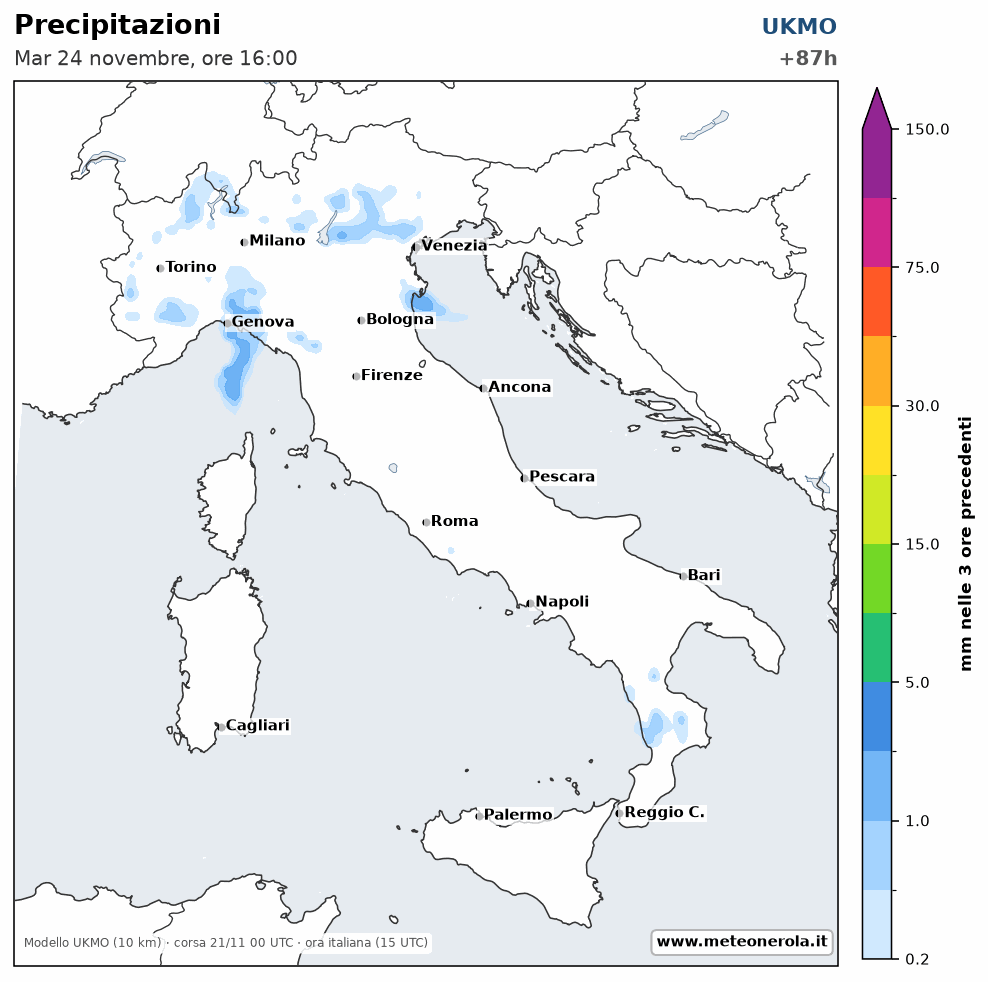 Precipitazioni
UKMO
Mar 24 novembre, ore 16:00
+87h
150.0
75.0
30.0
15.0
5.0
1.0
0.2
mm nelle 3 ore precedenti
Milano
Venezia
Torino
Genova
Bologna
Firenze
Ancona
Pescara
Roma
Bari
Napoli
Cagliari
Palermo
Reggio C.
Modello UKMO (10 km) · corsa 21/11 00 UTC · ora italiana (15 UTC)
www.meteonerola.it